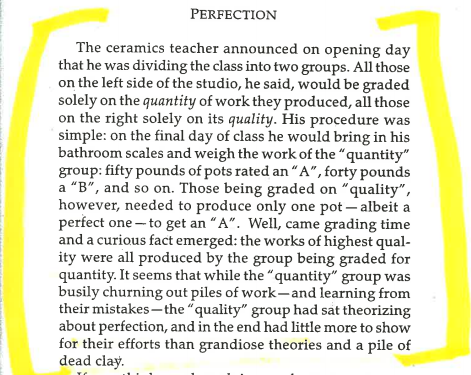 PERFECTION
The ceramics teacher announced on opening day
that he was dividing the class into two groups. All those
on the left side of the studio, he said, would be graded
solely on the quantity of work they produced, all those
on the right solely on its quality. His procedure was
simple: on the final day of class he would bring in his
bathroom scales and weigh the work of the “quantity”
group: fifty pounds of pots rated an “A”, forty pounds
a “B”, and so on. Those being graded on “quality”,
however, needed to produce only one pot — albeit a
perfect one — to get an “A”. Well, came grading time
and a curious fact emerged: the works of highest qual-
ity were all produced by the group being graded for
quantity. It seems that while the “quantity” group was
busily churning out piles of work—and learning from
their mistakes—the “quality” group had sat theorizing
about perfection, and in the end had little more to show
for their efforts than grandiose theories and a pile of
dead clay.